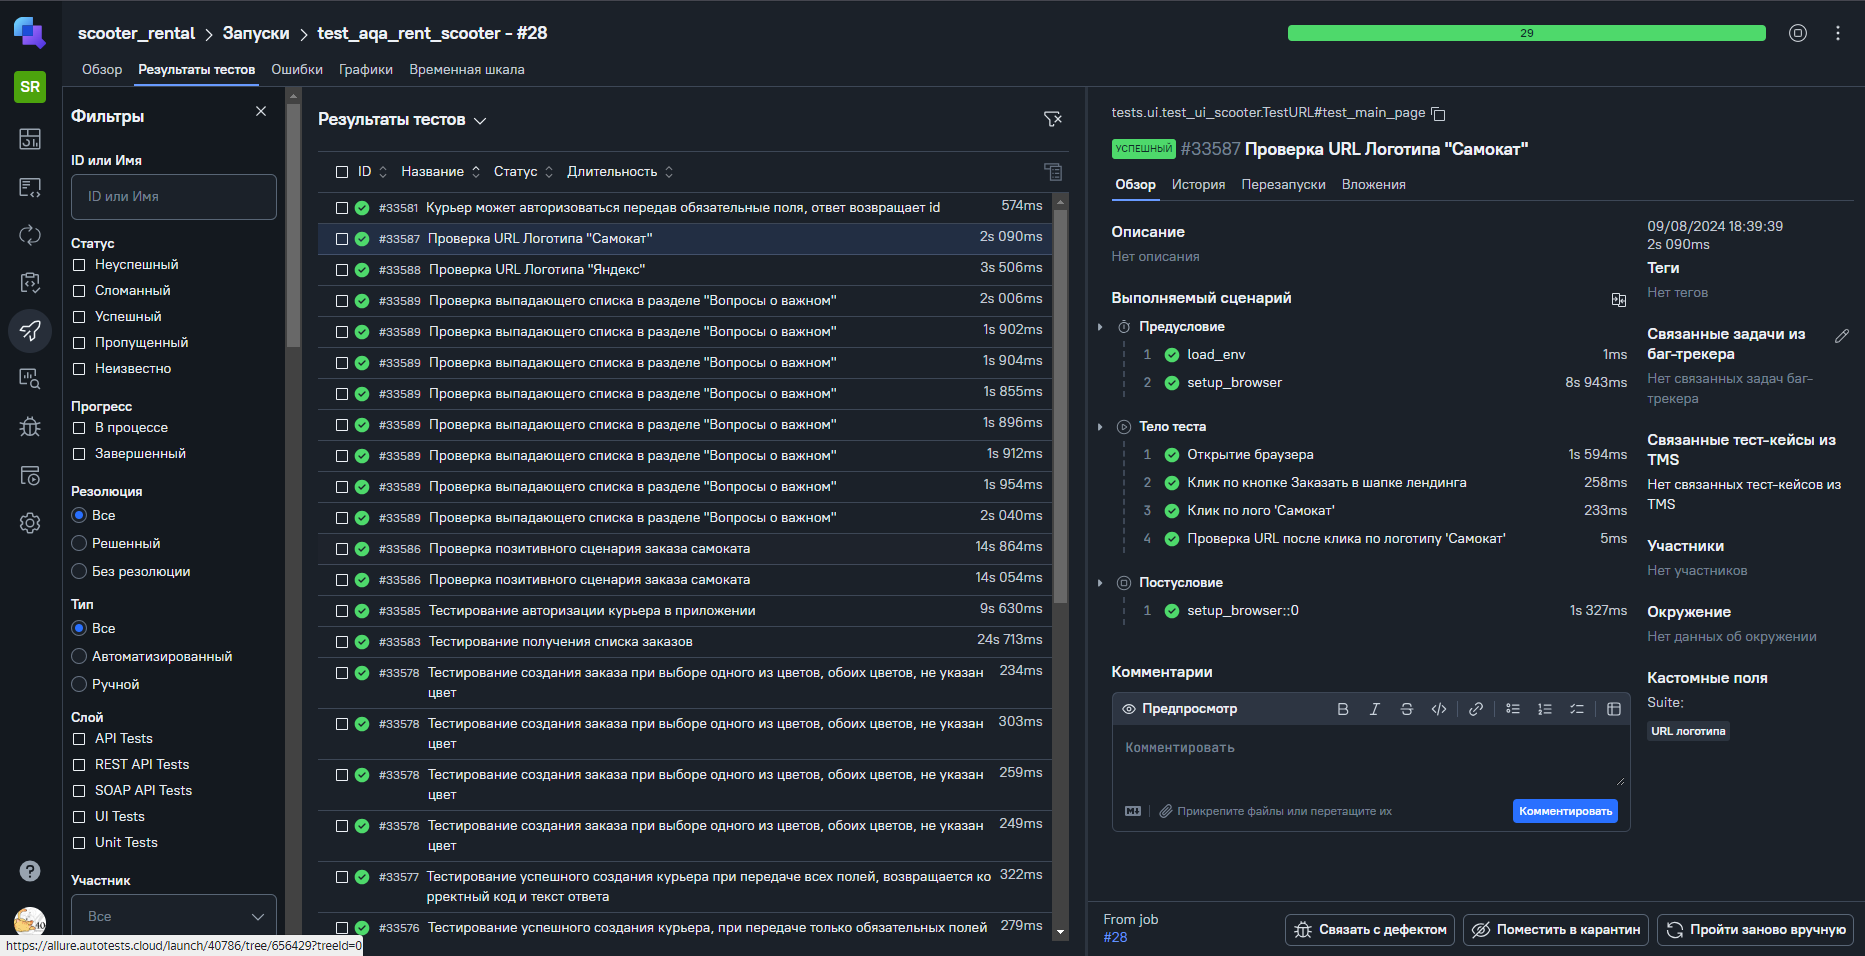 scooter_rental > Запуски > test_aqa_rent_scooter - #28
29
Обзор Результаты тестов Ошибки Графики Временная шкала
SR
Фильтры
ID или Имя
ID или Имя
Статус
Неуспешный
Сломанный
Успешный
Пропущенный
Неизвестно
Прогресс
В процессе
Завершенный
Резолюция
Все
Решенный
Без резолюции
Тип
Все
Автоматизированный
Ручной
Слой
API Tests
REST API Tests
SOAP API Tests
UI Tests
Unit Tests
Участник
Все
https://allure.autotests.cloud/launch/40786/tree/656429?treeId=0
Результаты тестов
ID Название Статус Длительность
#33581 Курьер может авторизоваться передав обязательные поля, ответ возвращает id 574ms
#33587 Проверка URL Логотипа "Самокат" 2s 090ms
#33588 Проверка URL Логотипа "Яндекс" 3s 506ms
#33589 Проверка выпадающего списка в разделе "Вопросы о важном" 2s 006ms
#33589 Проверка выпадающего списка в разделе "Вопросы о важном" 1s 902ms
#33589 Проверка выпадающего списка в разделе "Вопросы о важном" 1s 904ms
#33589 Проверка выпадающего списка в разделе "Вопросы о важном" 1s 855ms
#33589 Проверка выпадающего списка в разделе "Вопросы о важном" 1s 896ms
#33589 Проверка выпадающего списка в разделе "Вопросы о важном" 1s 912ms
#33589 Проверка выпадающего списка в разделе "Вопросы о важном" 1s 954ms
#33589 Проверка выпадающего списка в разделе "Вопросы о важном" 2s 040ms
#33586 Проверка позитивного сценария заказа самоката 14s 864ms
#33586 Проверка позитивного сценария заказа самоката 14s 054ms
#33585 Тестирование авторизации курьера в приложении 9s 630ms
#33583 Тестирование получения списка заказов 24s 713ms
#33578 Тестирование создания заказа при выборе одного из цветов, обоих цветов, не указан 234ms
цвет
#33578 Тестирование создания заказа при выборе одного из цветов, обоих цветов, не указан 303ms
цвет
#33578 Тестирование создания заказа при выборе одного из цветов, обоих цветов, не указан 259ms
цвет
#33578 Тестирование создания заказа при выборе одного из цветов, обоих цветов, не указан 249ms
цвет
#33577 Тестирование успешного создания курьера при передаче всех полей, возвращается ко 322ms
рректный код и текст ответа
#33576 Тестирование успешного создания курьера, при передаче только обязательных полей 279ms
tests.ui.test_ui_scooter.TestURL#test_main_page
УСПЕШНЫЙ #33587 Проверка URL Логотипа "Самокат"
Обзор История Перезапуски Вложения
Описание
Нет описания
Выполняемый сценарий
Предусловие
1 load_env 1ms
2 setup_browser 8s 943ms
Тело теста
1 Открытие браузера 1s 594ms
2 Клик по кнопке Заказать в шапке лендинга 258ms
3 Клик по лого 'Самокат' 233ms
4 Проверка URL после клика по логотипу 'Самокат' 5ms
Постусловие
1 setup_browser::0 1s 327ms
Комментарии
Предпросмотр
Комментировать
Прикрепите файлы или перетащите их
Комментировать
09/08/2024 18:39:39
2s 090ms
Теги
Нет тегов
Связанные задачи из
баг-трекера
Нет связанных задач баг-
трекера
Связанные тест-кейсы из
TMS
Нет связанных тест-кейсов из
TMS
Участники
Нет участников
Окружение
Нет данных об окружении
Кастомные поля
Suite:
URL логотипа
From job
#28
Связать с дефектом
Поместить в карантин
Пройти заново вручную